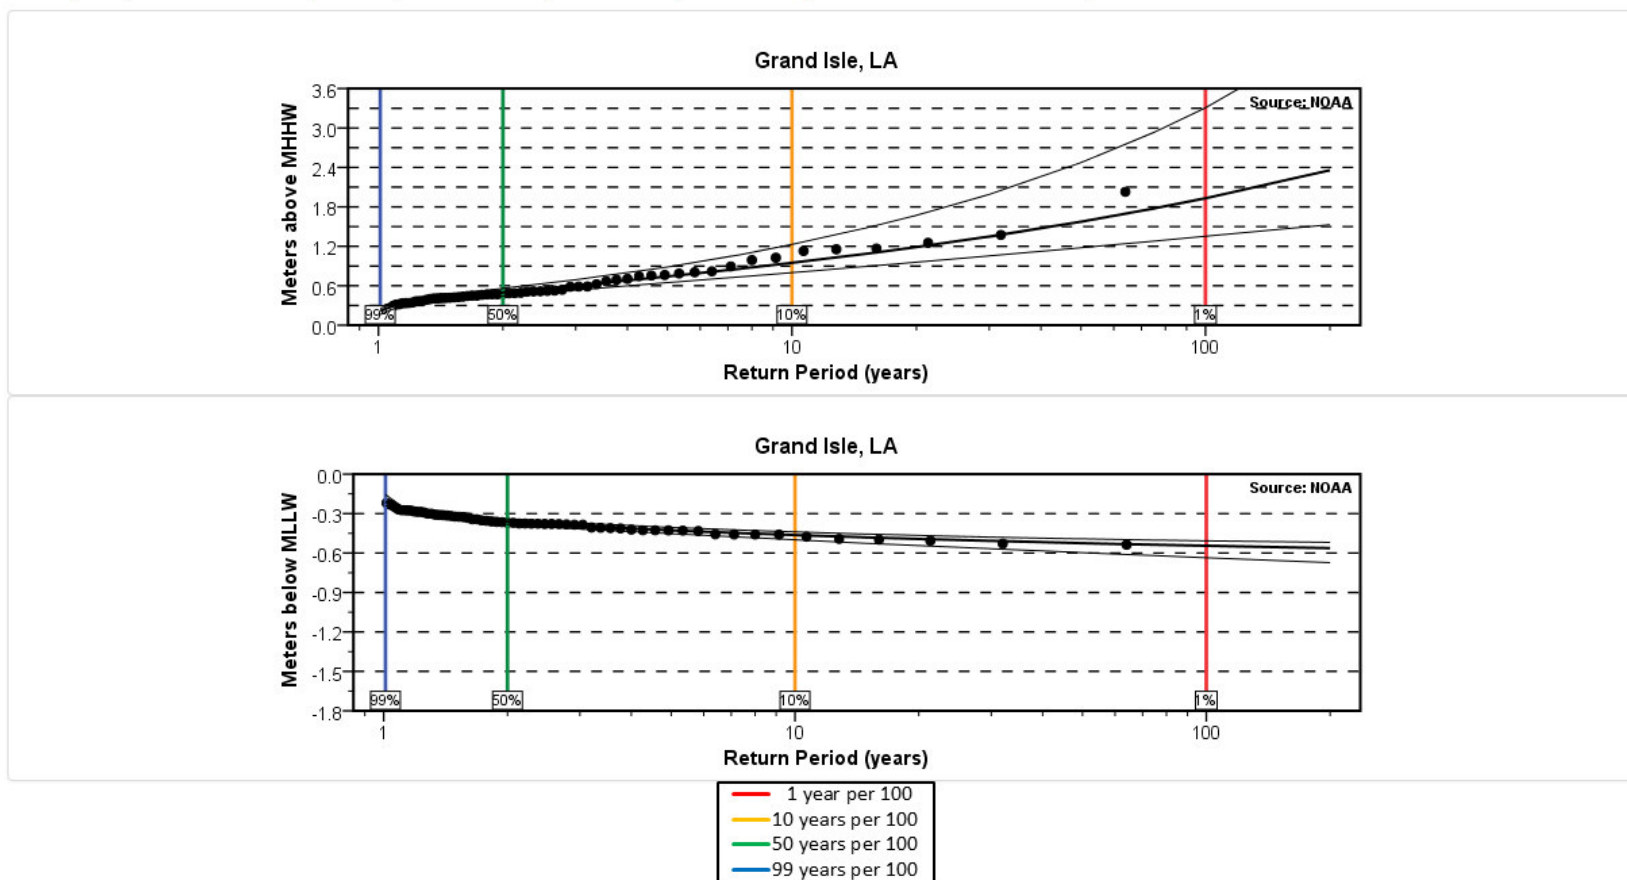 Grand Isle, LA
Source: NOAA
Meters above MHHW
3.6
3.0
2.4
1.8
1.2
0.6
0.0
99%
50%
10%
1%
1
10
100
Return Period (years)
Grand Isle, LA
Source: NOAA
Meters below MLLW
0.0
-0.3
-0.6
-0.9
-1.2
-1.5
-1.8
99%
50%
10%
1%
1
10
100
Return Period (years)
1 year per 100
10 years per 100
50 years per 100
99 years per 100